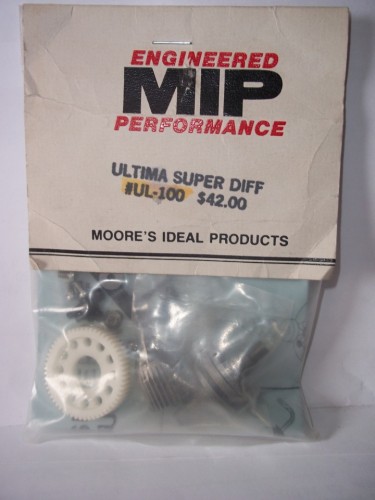 ENGINEERED
MIP
PERFORMANCE
ULTIMA SUPER DIFF
#UL-100 $42.00
MOORE'S IDEAL PRODUCTS